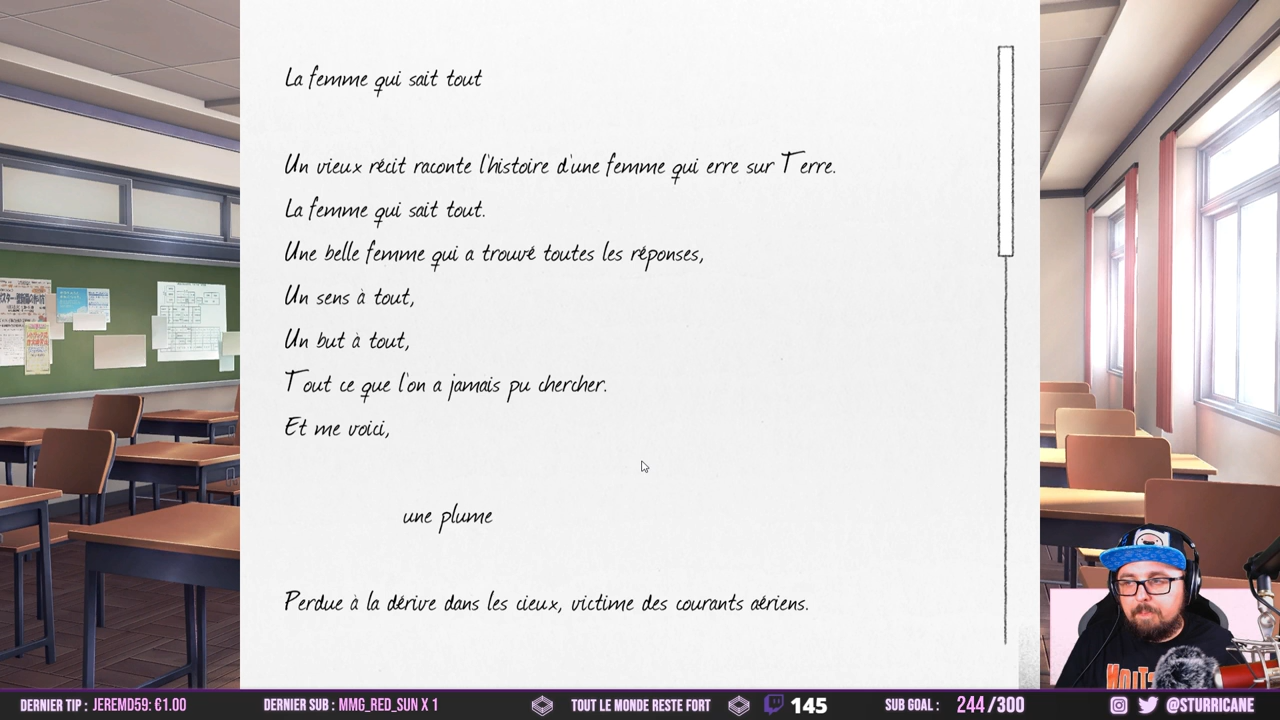 La femme qui sait tout
Un vieux récit raconte l'histoire d'une femme qui erre sur Terre.
La femme qui sait tout.
Une belle femme qui a trouvé toutes les réponses,
Un sens à tout,
Un but à tout,
Tout ce que l'on a jamais pu chercher.
Et me voici,
une plume
Perdue à la dérive dans les cieux, victime des courants aériens.
DERNIER TIP : JEREMD59: €1.00
DERNIER SUB : MMG_RED_SUN X 1
TOUT LE MONDE RESTE FORT
145
SUB GOAL : 244/300
@STURRICANE